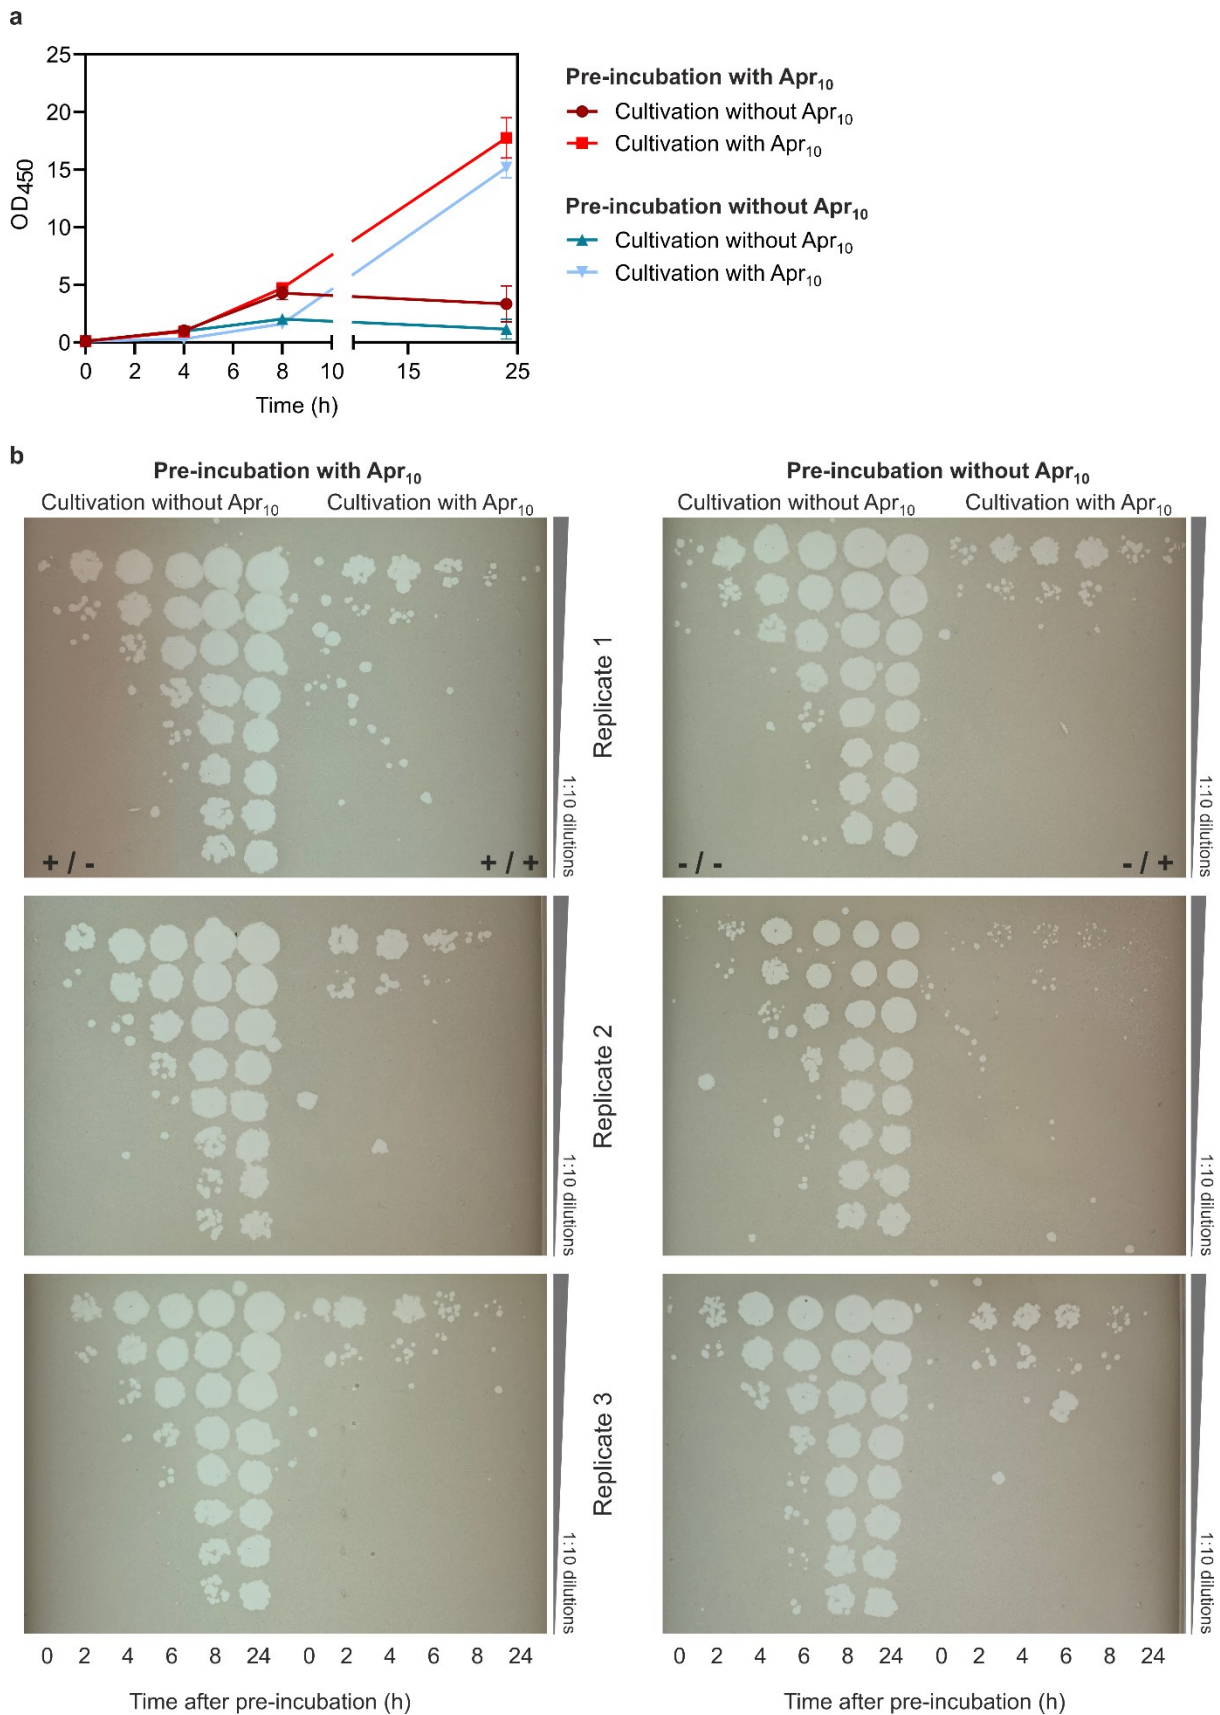 a
25
20
15
10
5
0
OD450
0 2 4 6 8 10 15 25
Time (h)
Pre-incubation with Apr10
Cultivation without Apr10
Cultivation with Apr10
Pre-incubation without Apr10
Cultivation without Apr10
Cultivation with Apr10
b
Pre-incubation with Apr10
Cultivation without Apr10 Cultivation with Apr10
Pre-incubation without Apr10
Cultivation without Apr10 Cultivation with Apr10
+ / -
+ / +
1:10 dilutions
Replicate 1
- / -
- / +
1:10 dilutions
1:10 dilutions
Replicate 2
1:10 dilutions
1:10 dilutions
Replicate 3
1:10 dilutions
0 2 4 6 8 24 0 2 4 6 8 24
Time after pre-incubation (h)
0 2 4 6 8 24 0 2 4 6 8 24
Time after pre-incubation (h)